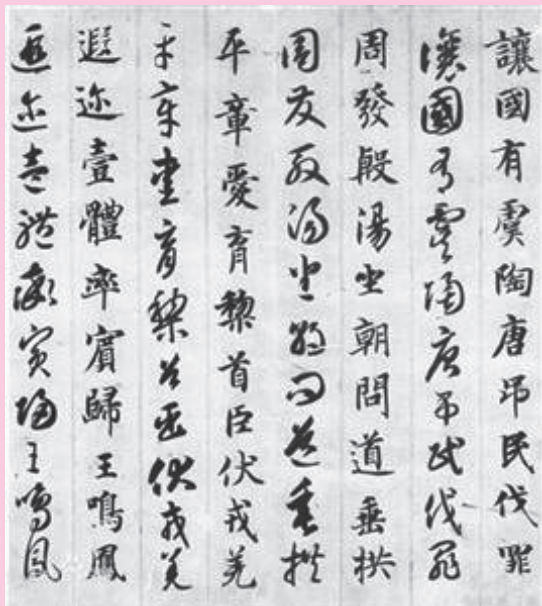 讓國有虞陶唐吊民伐罪
讓國有虞陶唐吊民伐罪
周發殷湯坐朝問道垂拱
周發殷湯坐朝問道垂拱
平章愛育黎首臣伏戎羌
平章愛育黎首臣伏戎羌
遐迩壹體率賓歸王鳴鳳
遐迩壹體率賓歸王鳴鳳